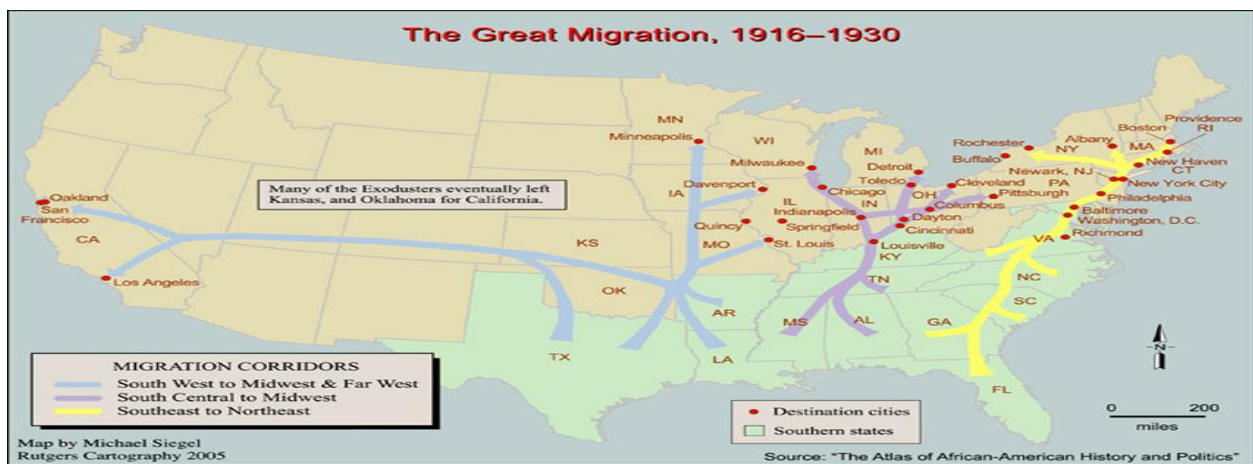 The Great Migration, 1916–1930
MN
Minneapolis
WI
MI
Milwaukee
Detroit
Rochester
Buffalo
NY
Albany
Boston
MA
Providence
RI
New Haven
CT
Newark, NJ
New York City
PA
Philadelphia
Pittsburgh
Baltimore
Washington, D.C.
Richmond
VA
Toledo
OH
Cleveland
Columbus
Dayton
Cincinnati
Chicago
IN
Davenport
IA
IL
Indianapolis
Springfield
Quincy
MO
St. Louis
Louisville
KY
TN
NC
SC
GA
FL
MS
AL
AR
LA
TX
OK
KS
Many of the Exodusters eventually left
Kansas, and Oklahoma for California.
Oakland
San
Francisco
CA
Los Angeles
MIGRATION CORRIDORS
South West to Midwest & Far West
South Central to Midwest
Southeast to Northeast
Destination cities
Southern states
N
0 200
miles
Map by Michael Siegel
Rutgers Cartography 2005
Source: "The Atlas of African-American History and Politics"